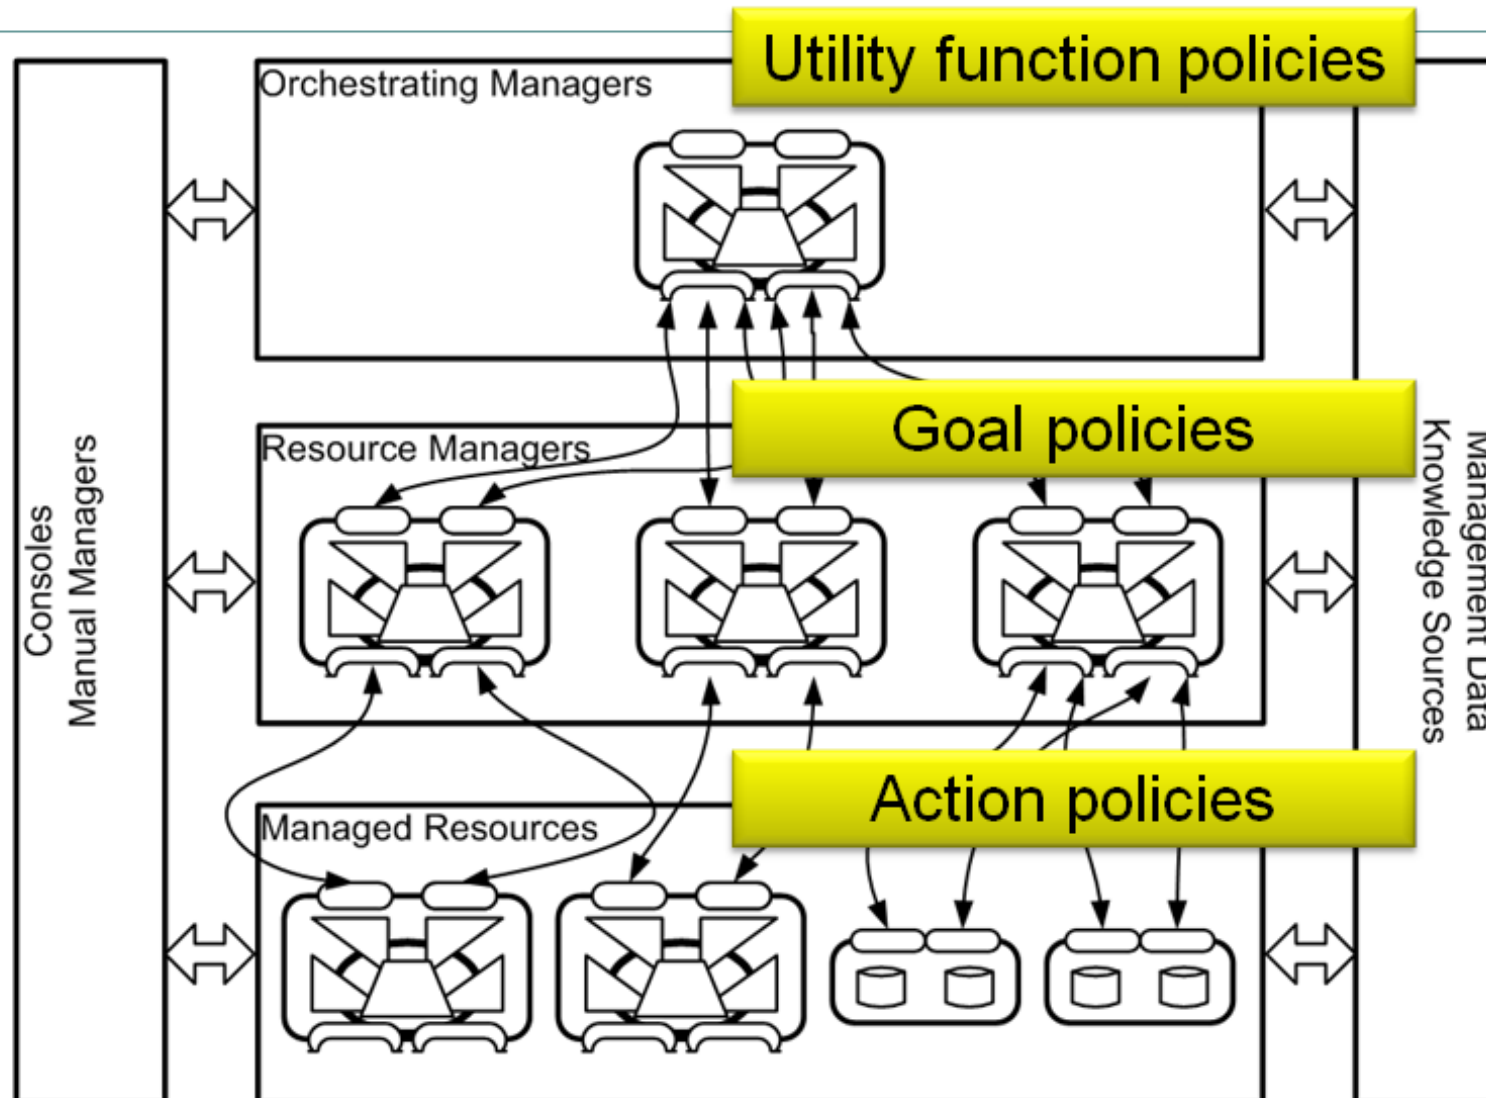 Utility function policies
Orchestrating Managers
Goal policies
Resource Managers
Consoles
Manual Managers
Management Data
Knowledge Sources
Action policies
Managed Resources